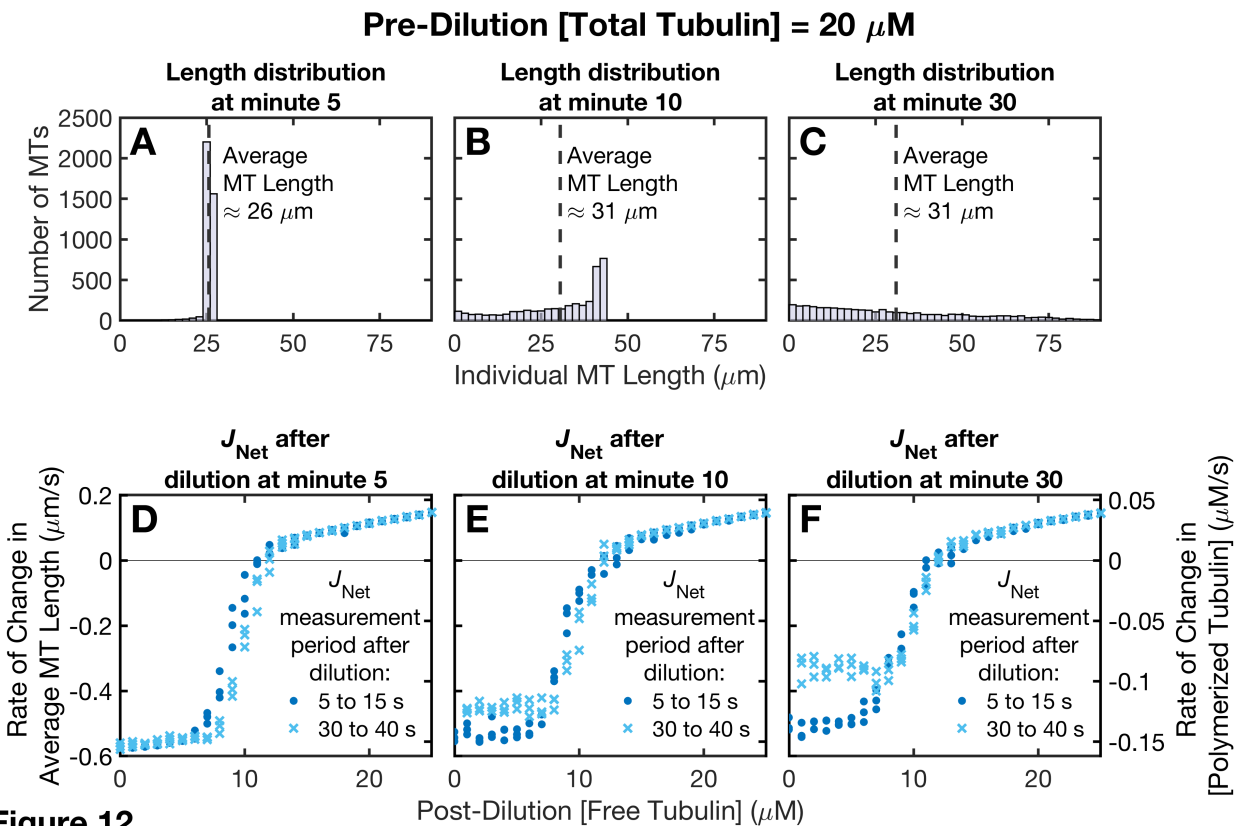 Pre-Dilution [Total Tubulin] = 20 μM
Length distribution
at minute 5
Length distribution
at minute 10
Length distribution
at minute 30
Number of MTs
2500
2000
1500
1000
500
0
A
Average
MT Length
≈ 26 μm
0 25 50 75
B
Average
MT Length
≈ 31 μm
0 25 50 75
C
Average
MT Length
≈ 31 μm
0 25 50 75
Individual MT Length (μm)
JNet after
dilution at minute 5
JNet after
dilution at minute 10
JNet after
dilution at minute 30
Rate of Change in
Average MT Length (μm/s)
0.2
0
-0.2
-0.4
-0.6
D
JNet
measurement
period after
dilution:
5 to 15 s
30 to 40 s
0 10 20
E
JNet
measurement
period after
dilution:
5 to 15 s
30 to 40 s
0 10 20
F
JNet
measurement
period after
dilution:
5 to 15 s
30 to 40 s
0 10 20
0.05
0
-0.05
-0.1
-0.15
Rate of Change in
[Polymerized Tubulin] (μM/s)
Post-Dilution [Free Tubulin] (μM)
Figure 12